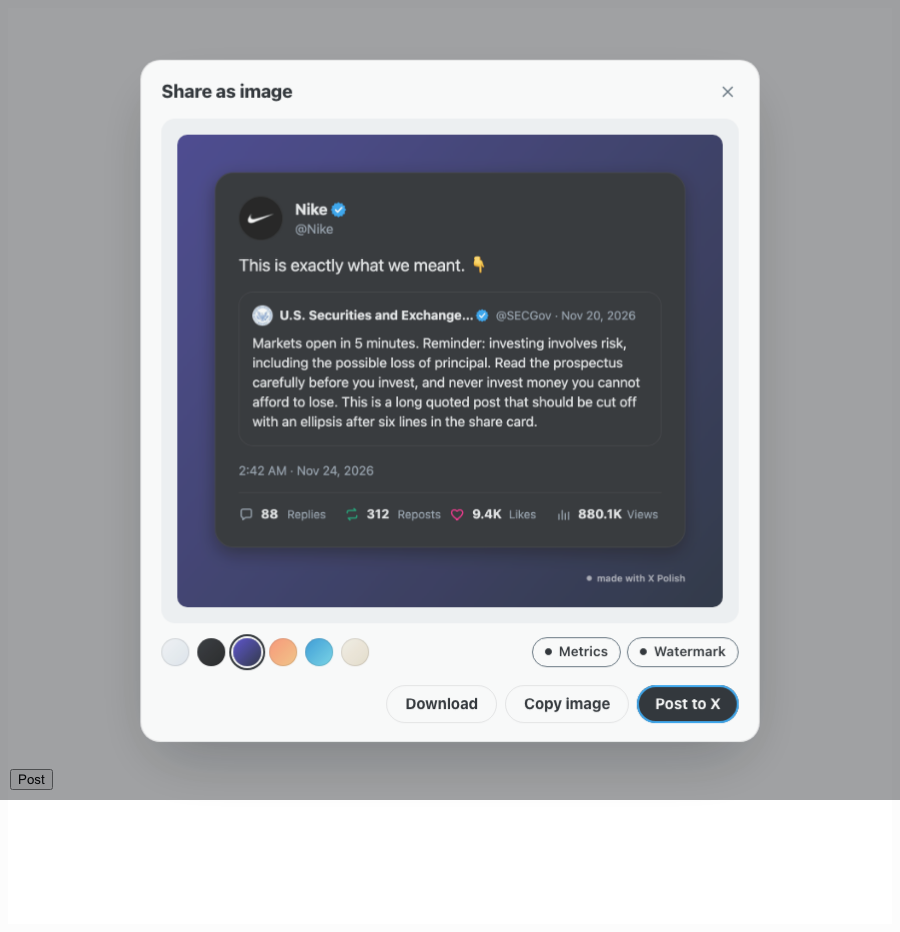 Share as image
Nike
@Nike
This is exactly what we meant. 👇
U.S. Securities and Exchange... @SECGov · Nov 20, 2026
Markets open in 5 minutes. Reminder: investing involves risk,
including the possible loss of principal. Read the prospectus
carefully before you invest, and never invest money you cannot
afford to lose. This is a long quoted post that should be cut off
with an ellipsis after six lines in the share card.
2:42 AM · Nov 24, 2026
88 Replies 312 Reposts 9.4K Likes 880.1K Views
made with X Polish
Metrics Watermark
Download Copy image Post to X
Post